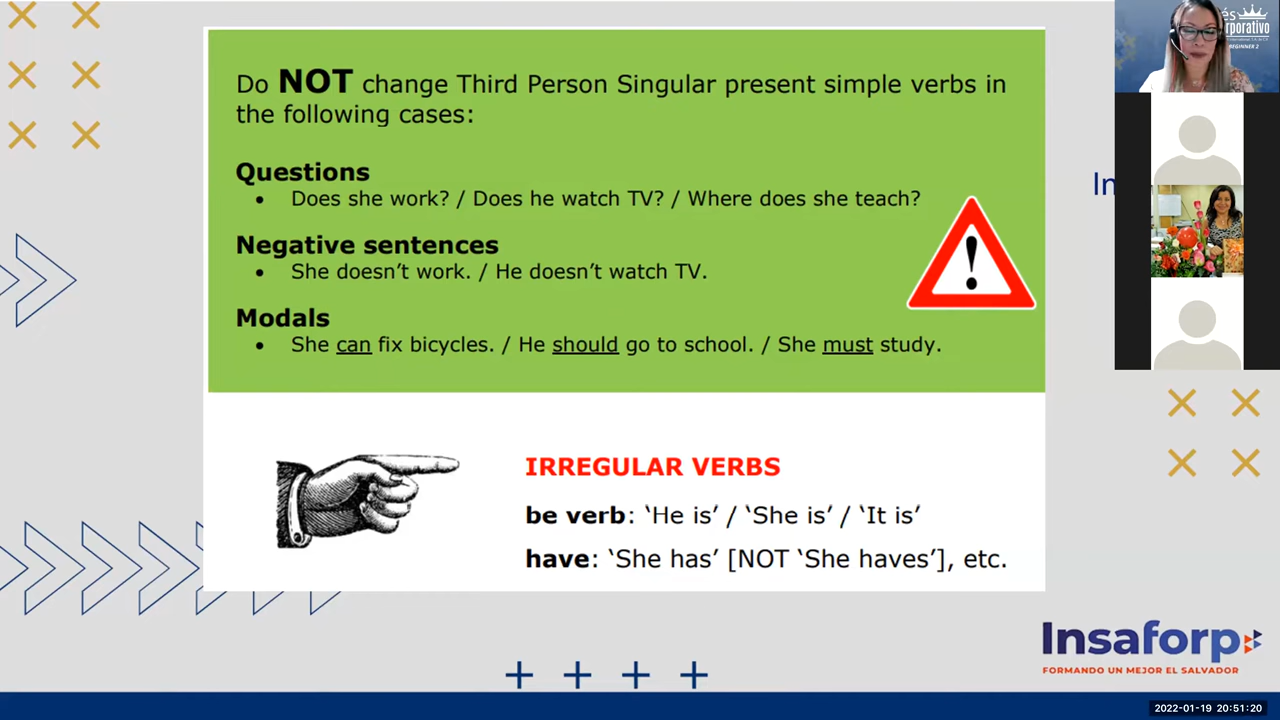 Do NOT change Third Person Singular present simple verbs in
the following cases:
Questions
• Does she work? / Does he watch TV? / Where does she teach?
Negative sentences
• She doesn’t work. / He doesn’t watch TV.
Modals
• She can fix bicycles. / He should go to school. / She must study.
IRREGULAR VERBS
be verb: ‘He is’ / ‘She is’ / ‘It is’
have: ‘She has’ [NOT ‘She haves’], etc.
Insaforp
FORMANDO UN MEJOR EL SALVADOR
BEGINNER 2
2022-01-19 20:51:20